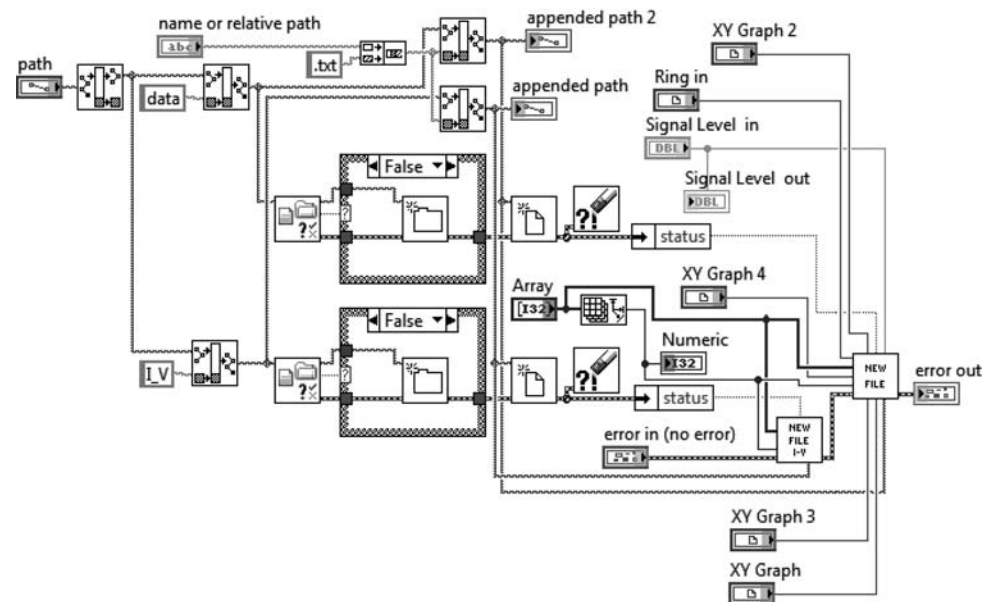 name or relative path
abc
.txt
path
data
appended path 2
appended path
XY Graph 2
Ring in
Signal Level in
DBL
Signal Level out
DBL
False
?
?!
status
XY Graph 4
Array
[I32]
Numeric
I32
I_V
False
?
?!
status
error in (no error)
NEW
FILE
I-V
NEW
FILE
error out
XY Graph 3
XY Graph